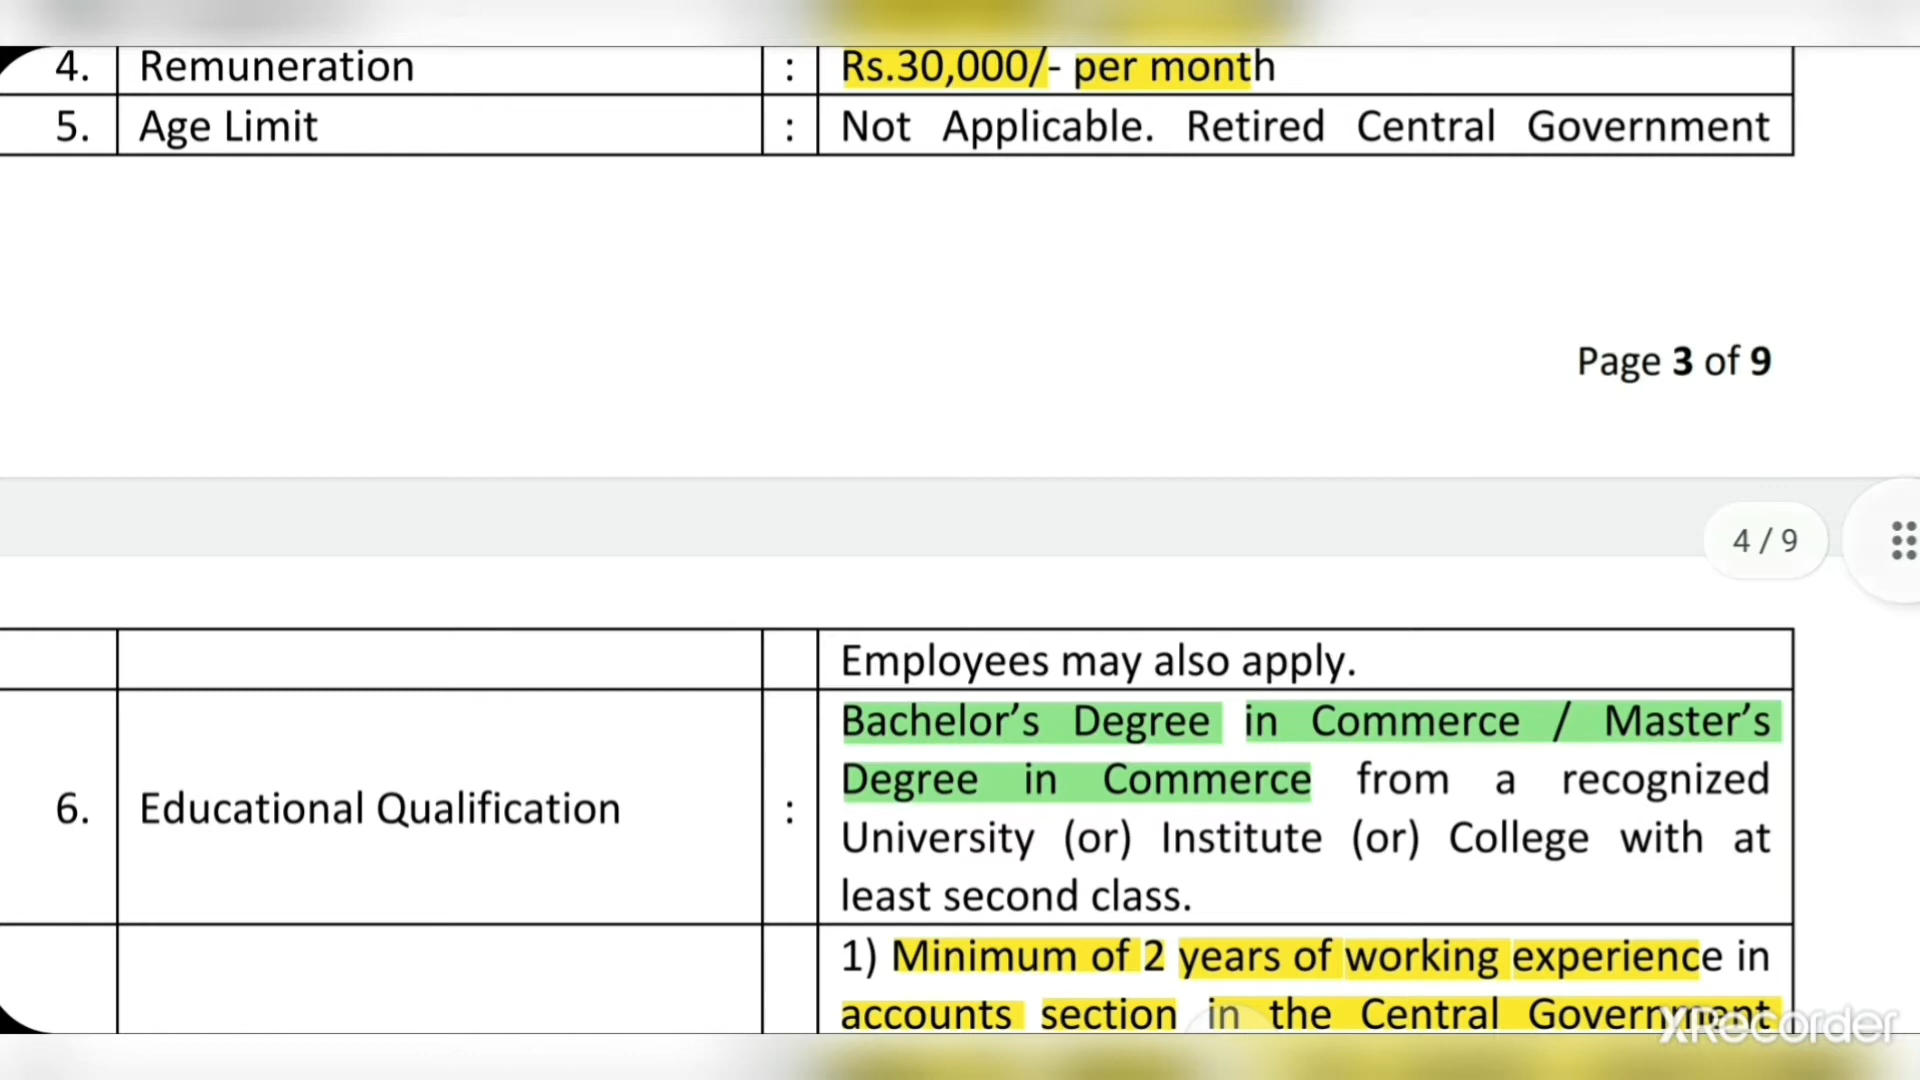 4. Remuneration : Rs.30,000/- per month
5. Age Limit : Not Applicable. Retired Central Government
Page 3 of 9
4 / 9
Employees may also apply.
Bachelor’s Degree in Commerce / Master’s
Degree in Commerce from a recognized
6. Educational Qualification :
University (or) Institute (or) College with at
least second class.
1) Minimum of 2 years of working experience in
accounts section in the Central Government
XRecorder